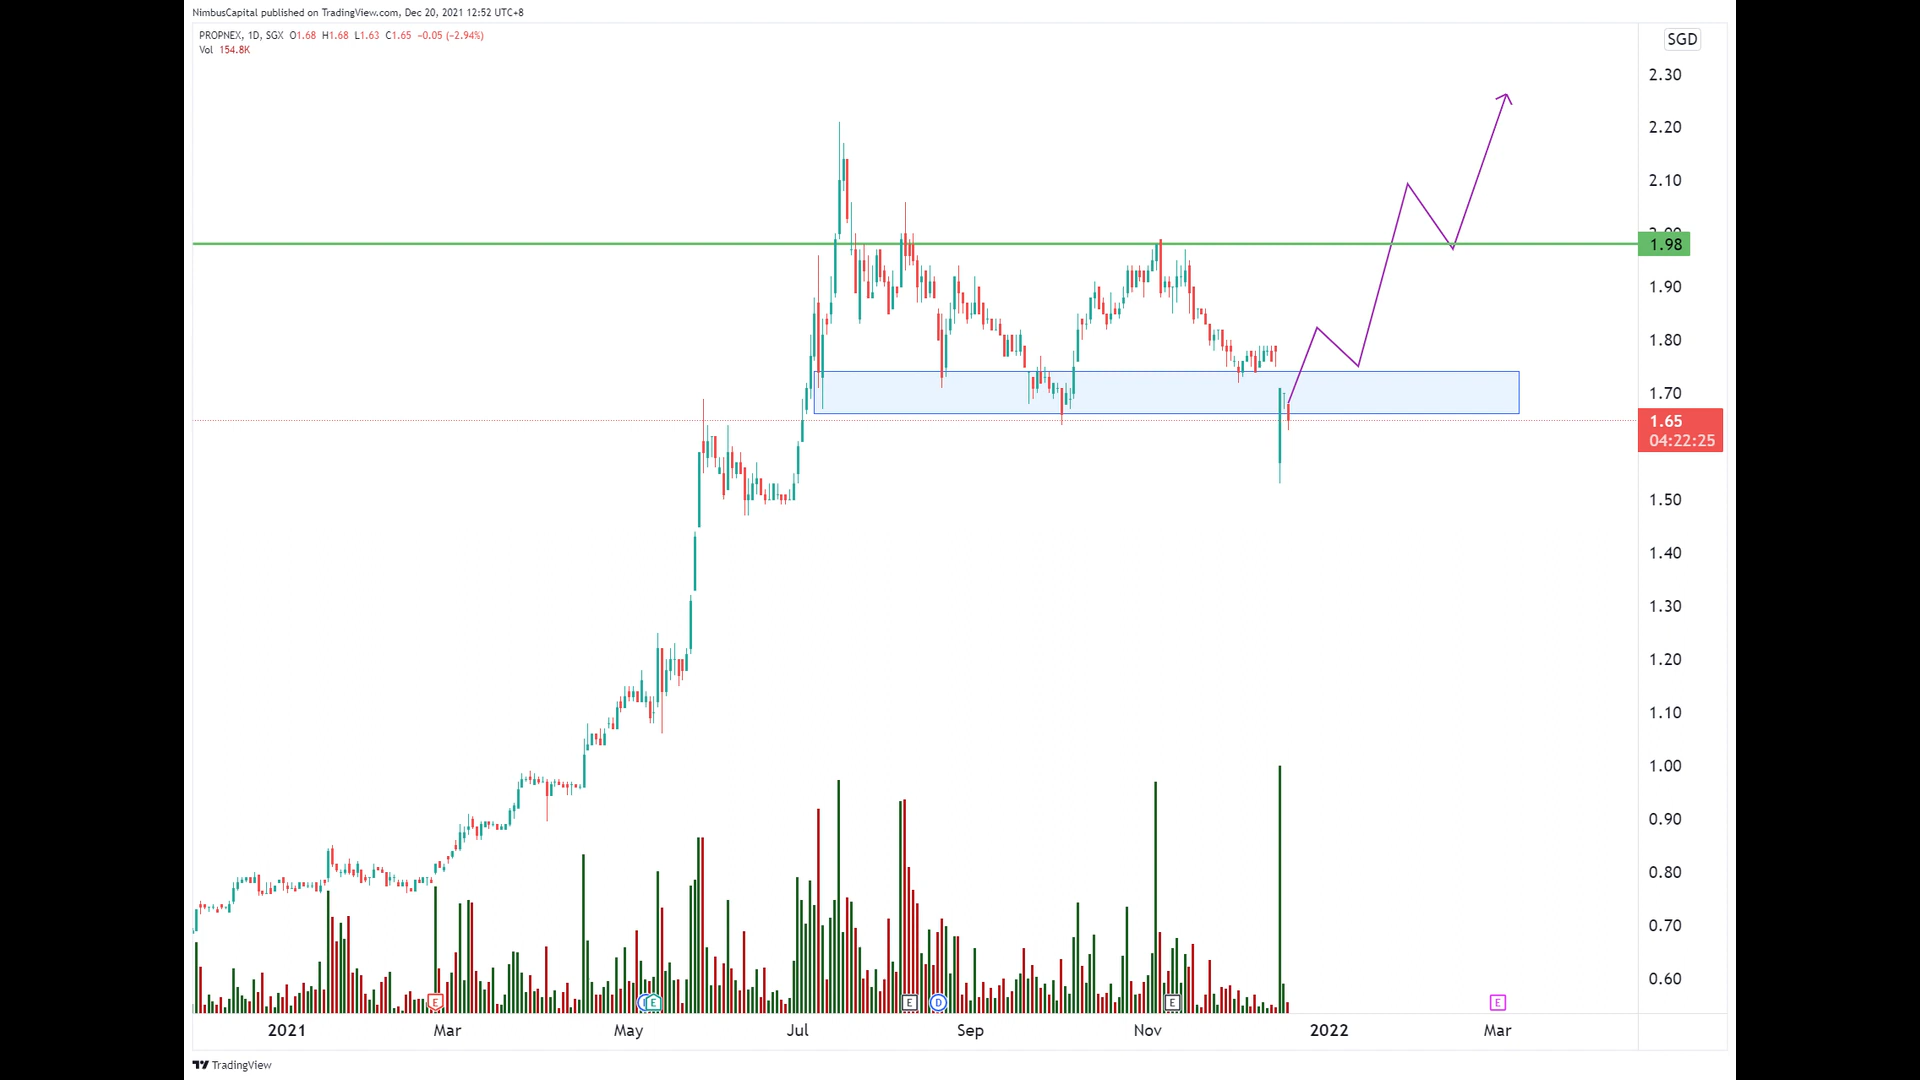 NimbusCapital published on TradingView.com, Dec 20, 2021 12:52 UTC+8
PROPNEX, 1D, SGX O1.68 H1.68 L1.63 C1.65 −0.05 (−2.94%)
Vol 154.8K
SGD
2.30
2.20
2.10
2.00
1.98
1.90
1.80
1.70
1.65
04:22:25
1.50
1.40
1.30
1.20
1.10
1.00
0.90
0.80
0.70
0.60
E E E D E E
2021 Mar May Jul Sep Nov 2022 Mar
TradingView